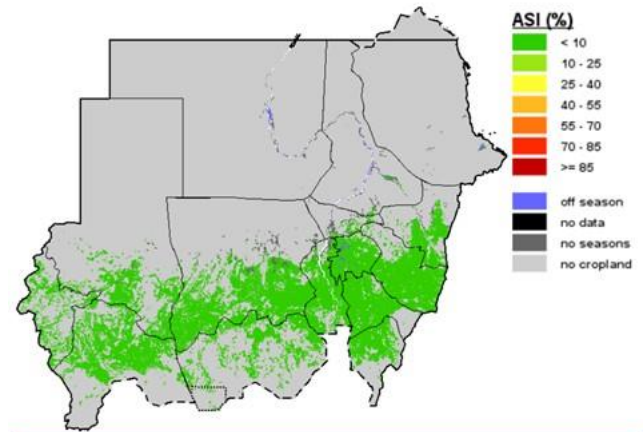 ASI (%)
< 10
10 - 25
25 - 40
40 - 55
55 - 70
70 - 85
>= 85
off season
no data
no seasons
no cropland